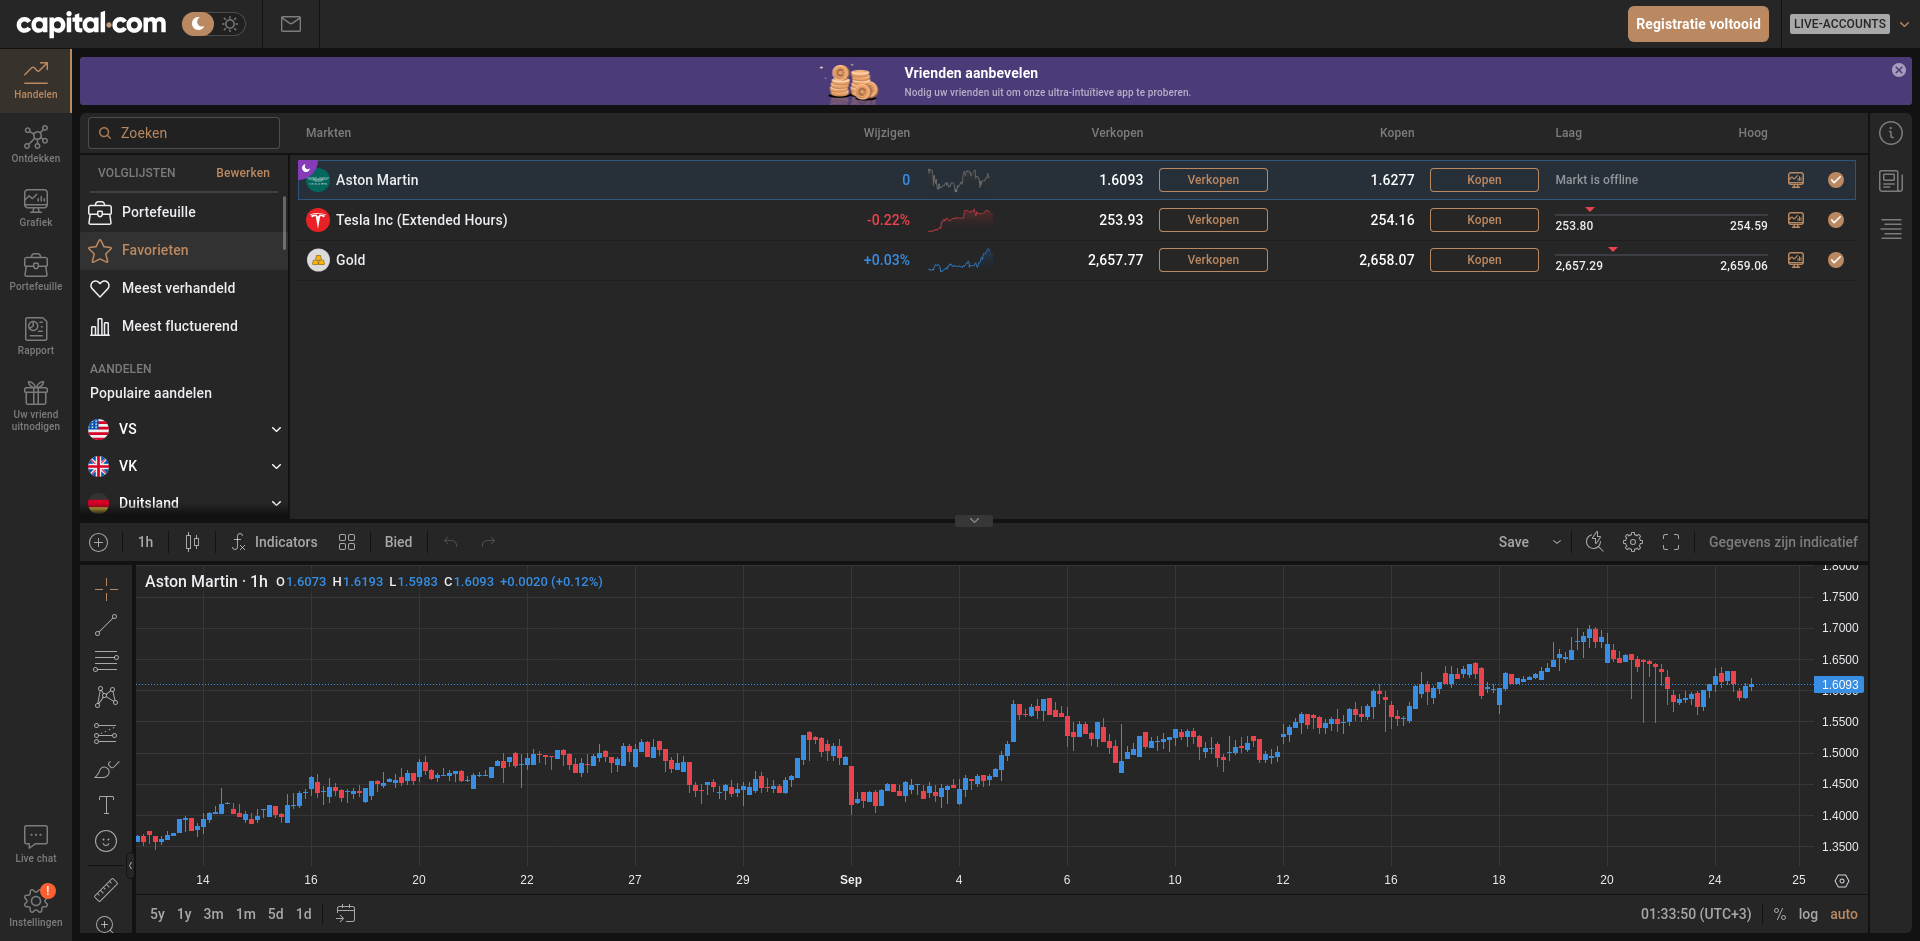 capital.com
Registratie voltooid
LIVE-ACCOUNTS
Handelen
Ontdekken
Grafiek
Portefeuille
Rapport
Uw vriend
uitnodigen
Live chat
!
Instellingen
Vrienden aanbevelen
Nodig uw vrienden uit om onze ultra-intuïtieve app te proberen.
Zoeken
Markten Wijzigen Verkopen Kopen Laag Hoog
VOLGLIJSTEN Bewerken
Portefeuille
Favorieten
Meest verhandeld
Meest fluctuerend
AANDELEN
Populaire aandelen
VS
VK
Duitsland
Aston Martin 0 1.6093 Verkopen 1.6277 Kopen Markt is offline
Tesla Inc (Extended Hours) -0.22% 253.93 Verkopen 254.16 Kopen 253.80 254.59
Gold +0.03% 2,657.77 Verkopen 2,658.07 Kopen 2,657.29 2,659.06
1h Indicators Bied Save Gegevens zijn indicatief
Aston Martin · 1h O1.6073 H1.6193 L1.5983 C1.6093 +0.0020 (+0.12%)
1.8000
1.7500
1.7000
1.6500
1.6093
1.5500
1.5000
1.4500
1.4000
1.3500
14 16 20 22 27 29 Sep 4 6 10 12 16 18 20 24 25
5y 1y 3m 1m 5d 1d 01:33:50 (UTC+3) % log auto